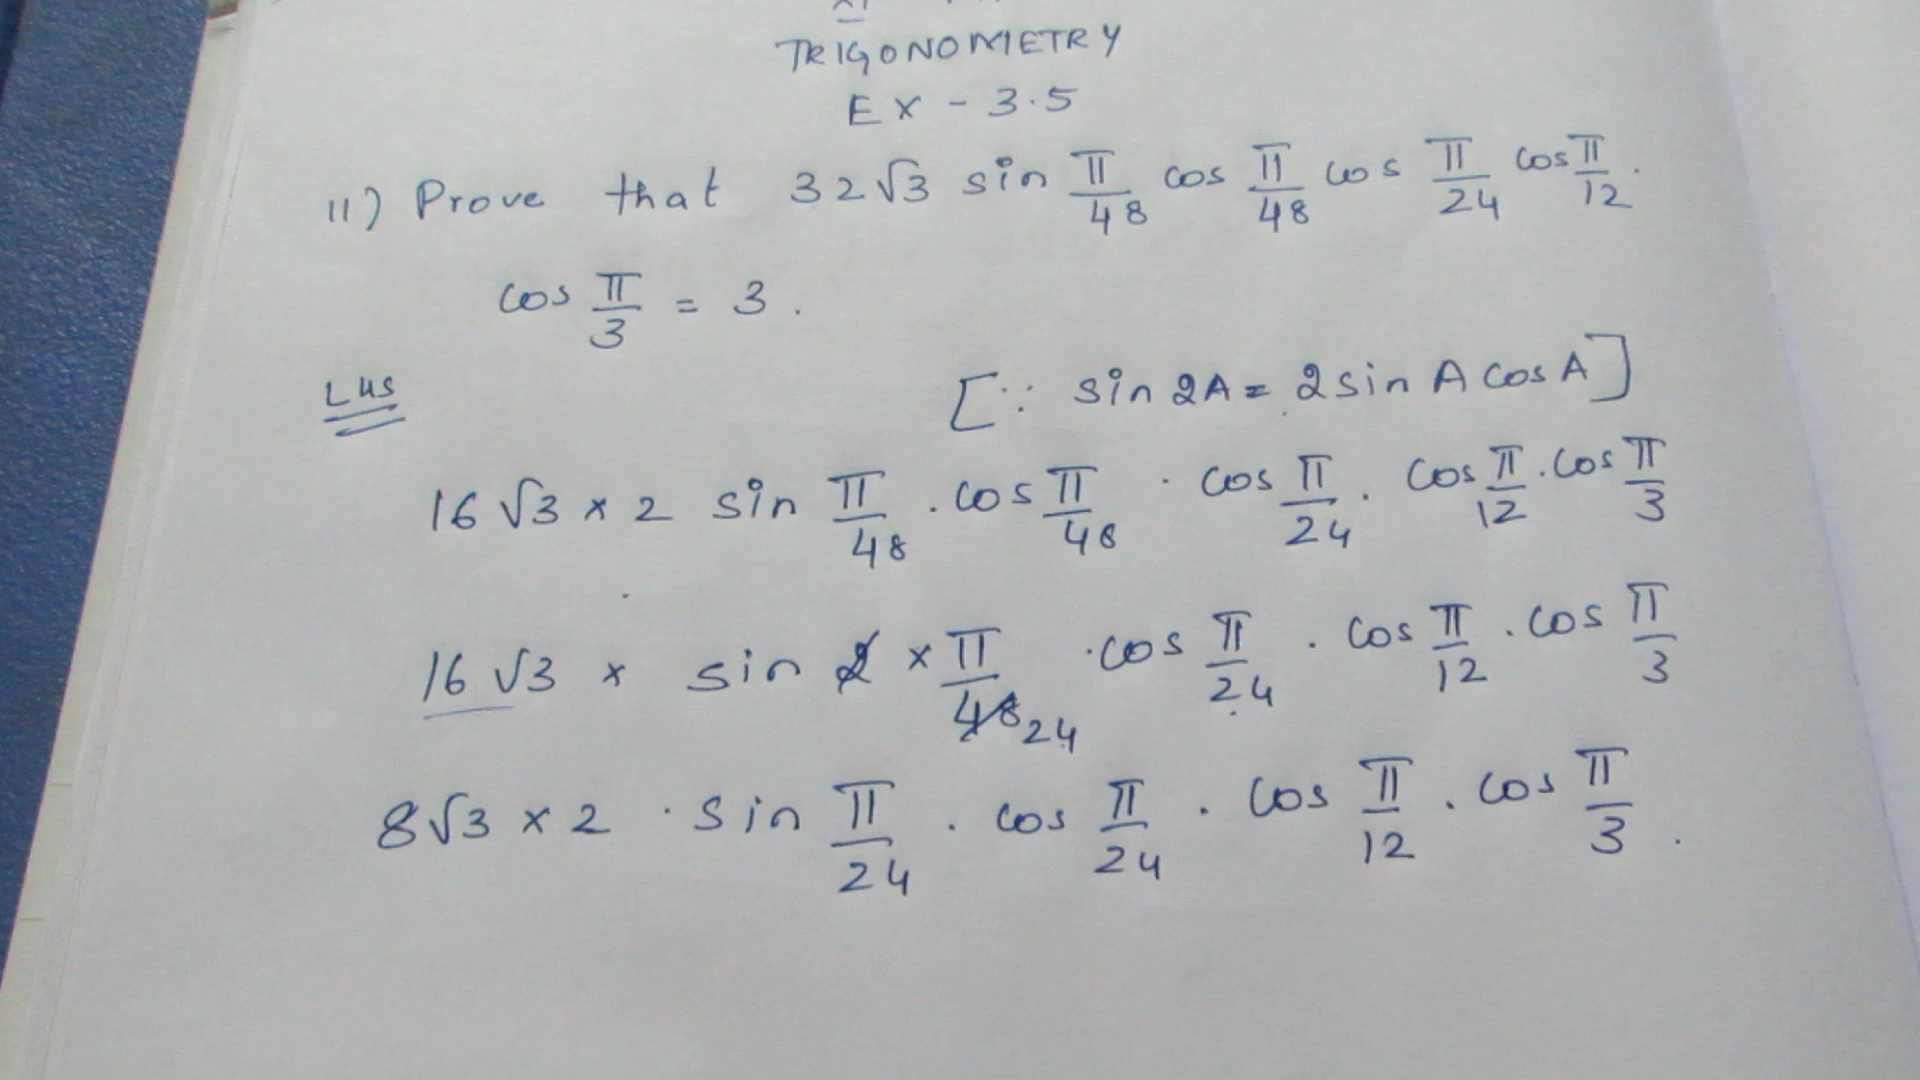 TRIGONOMETRY
EX - 3.5
11) Prove that 32√3 sin π/48 cos π/48 cos π/24 cos π/12 .
cos π/3 = 3 .
LHS
[∵ sin 2A = 2 sin A cos A]
16√3 × 2 sin π/48 . cos π/48 . cos π/24 . cos π/12 . cos π/3
16√3 × sin 2 × π/48 24 . cos π/24 . cos π/12 . cos π/3
8√3 × 2 . sin π/24 . cos π/24 . cos π/12 . cos π/3 .